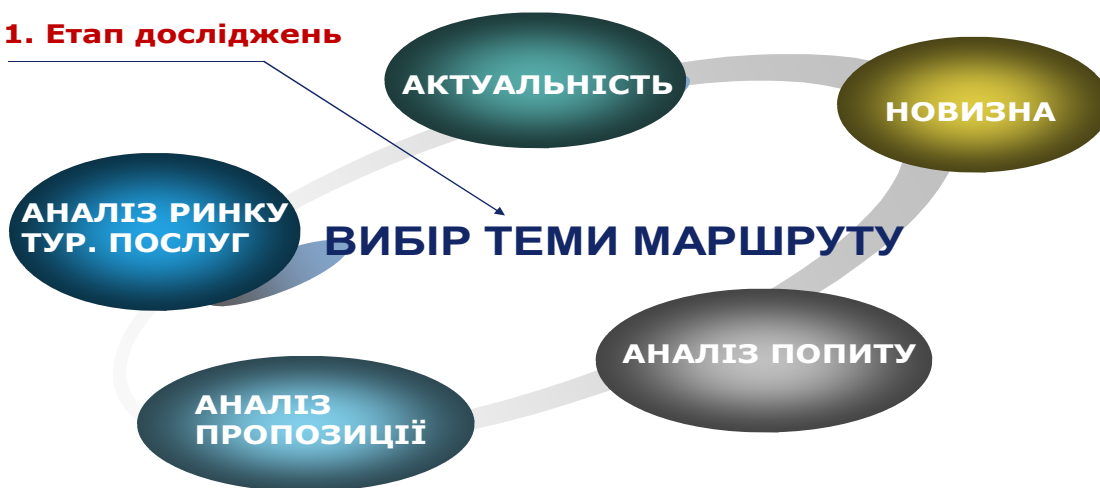 1. Етап досліджень
АКТУАЛЬНІСТЬ
НОВИЗНА
АНАЛІЗ РИНКУ
ТУР. ПОСЛУГ
ВИБІР ТЕМИ МАРШРУТУ
АНАЛІЗ ПОПИТУ
АНАЛІЗ
ПРОПОЗИЦІЇ